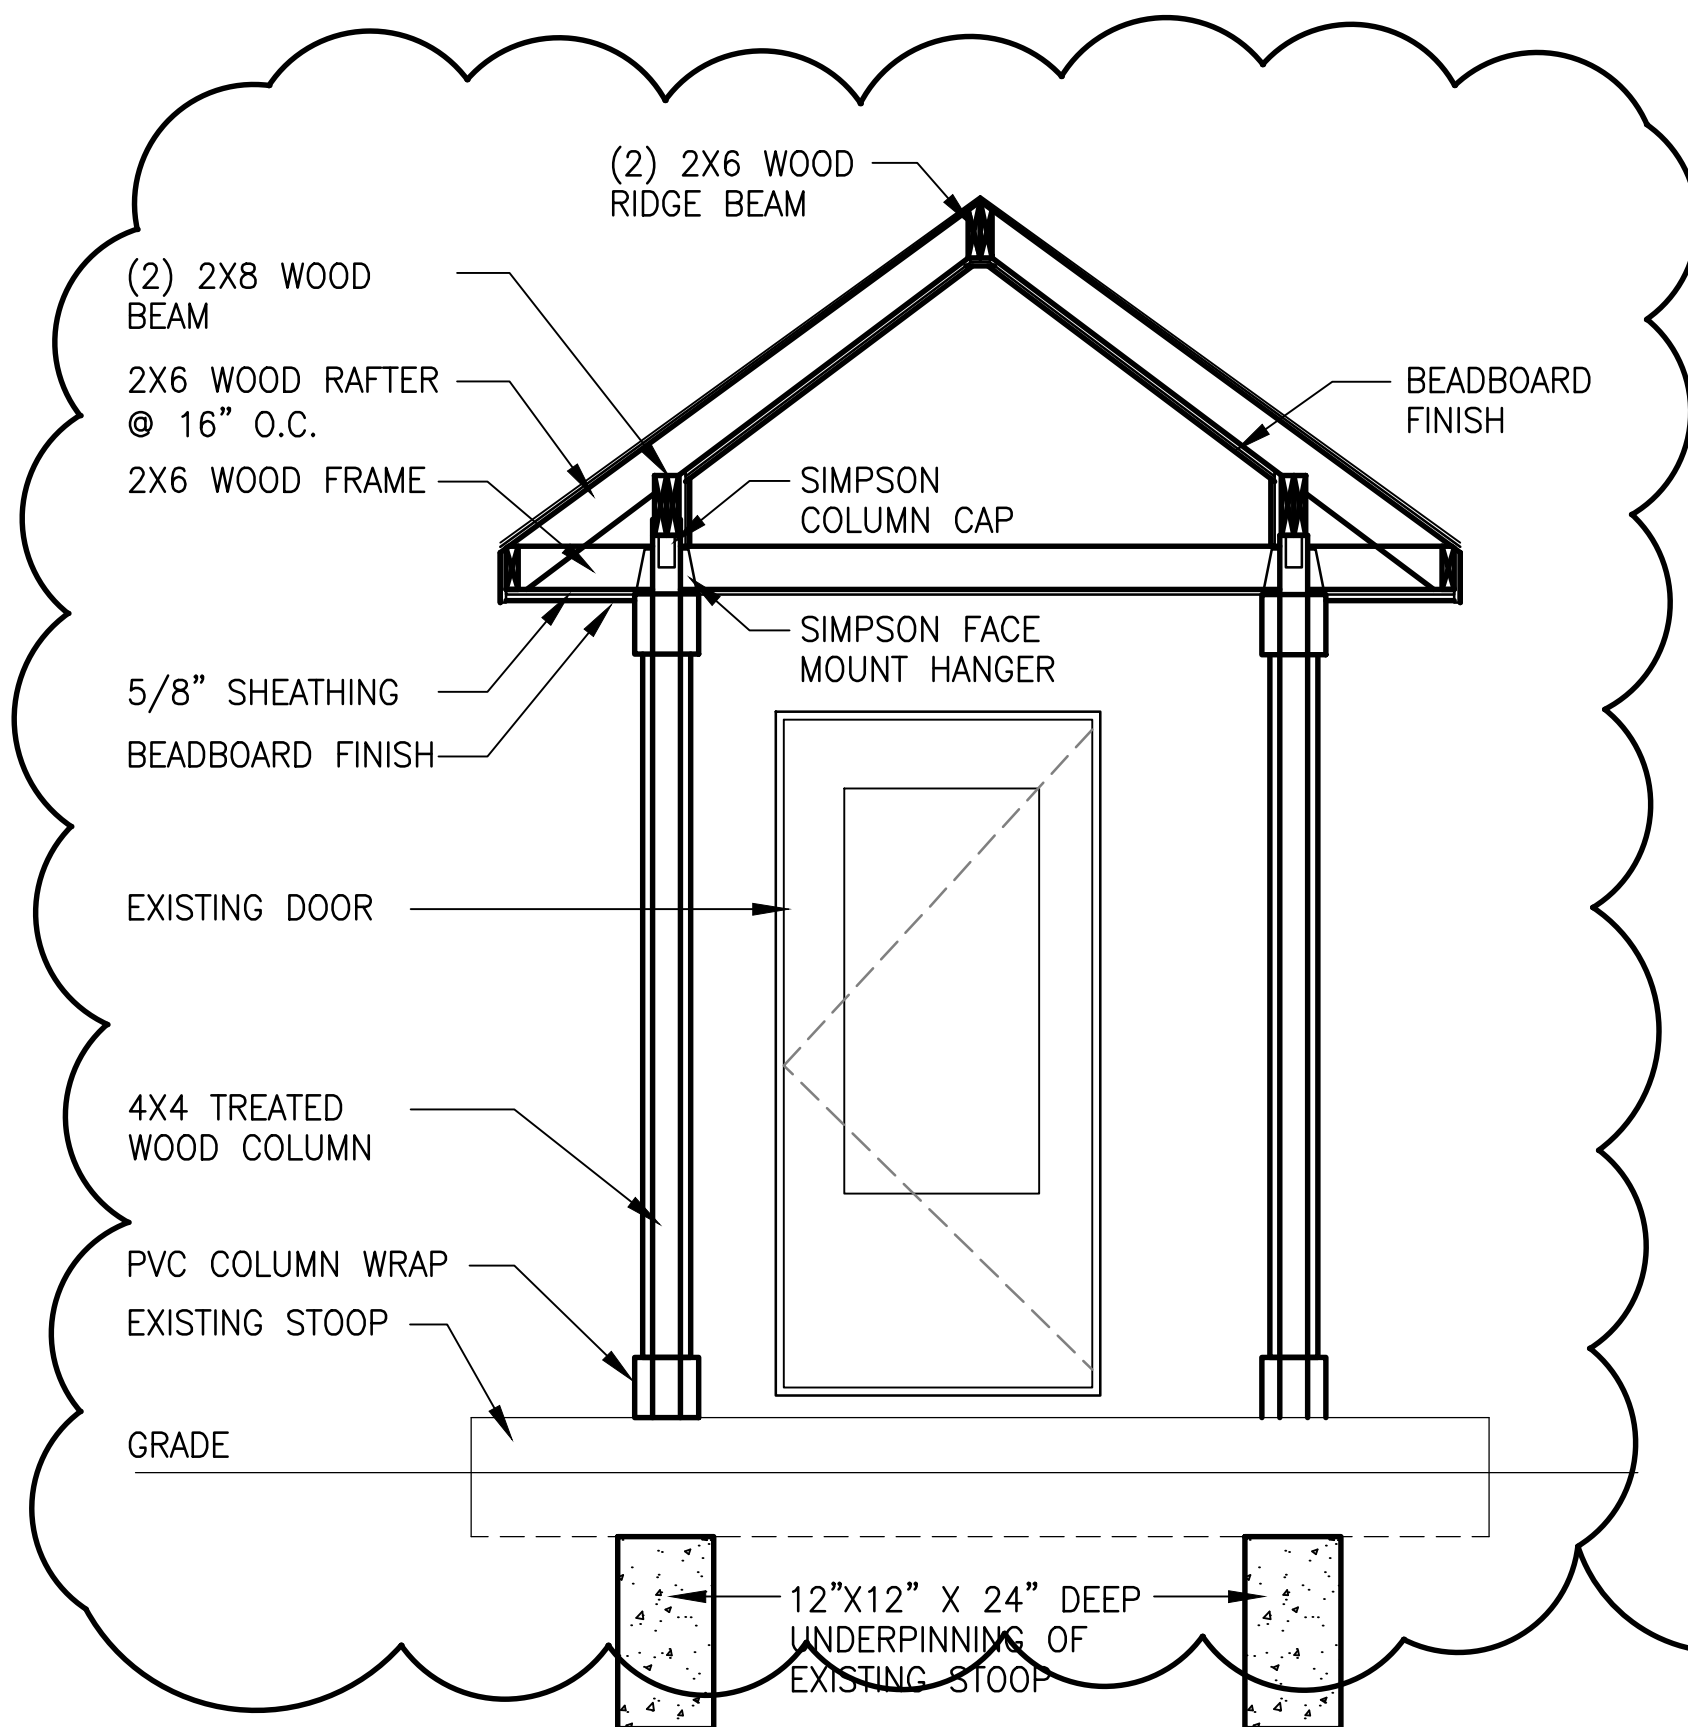 (2) 2X6 WOOD
RIDGE BEAM
(2) 2X8 WOOD
BEAM
2X6 WOOD RAFTER
@ 16” O.C.
2X6 WOOD FRAME
BEADBOARD
FINISH
SIMPSON
COLUMN CAP
SIMPSON FACE
MOUNT HANGER
5/8” SHEATHING
BEADBOARD FINISH
EXISTING DOOR
4X4 TREATED
WOOD COLUMN
PVC COLUMN WRAP
EXISTING STOOP
GRADE
12”X12” X 24” DEEP
UNDERPINNING OF
EXISTING STOOP